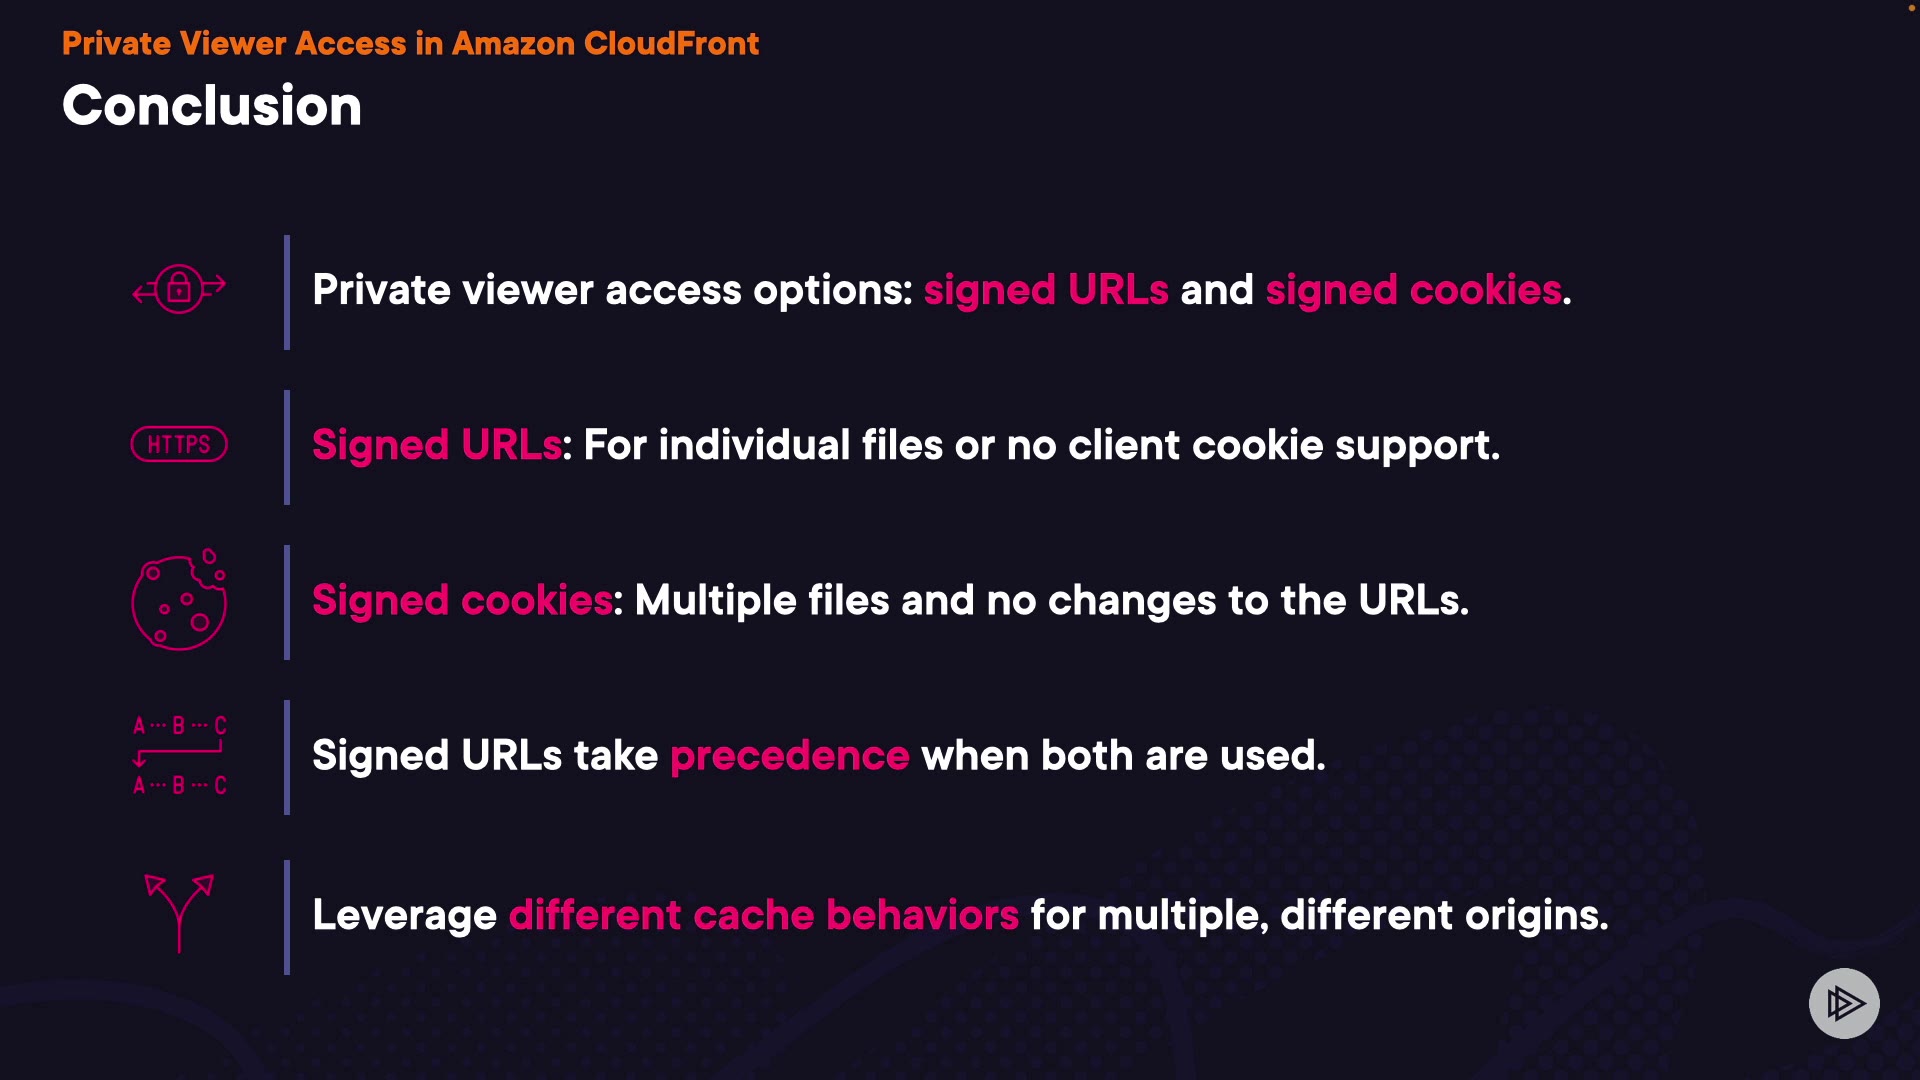 Private Viewer Access in Amazon CloudFront
Conclusion
Private viewer access options: signed URLs and signed cookies.
HTTPS
Signed URLs: For individual files or no client cookie support.
Signed cookies: Multiple files and no changes to the URLs.
A ··· B ··· C
A ··· B ··· C
Signed URLs take precedence when both are used.
Leverage different cache behaviors for multiple, different origins.